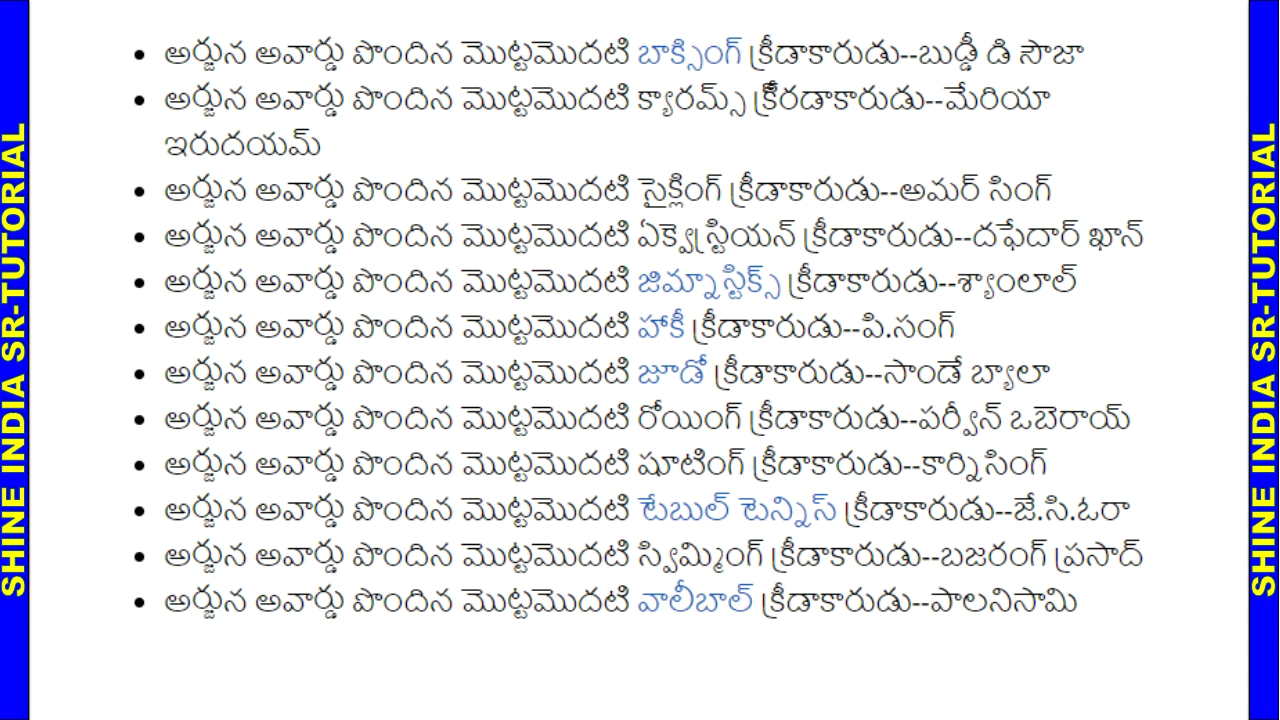 SHINE INDIA SR-TUTORIAL
• అర్జున అవార్డు పొందిన మొట్టమొదటి బాక్సింగ్ క్రీడాకారుడు--బుడ్డీ డి సౌజా
• అర్జున అవార్డు పొందిన మొట్టమొదటి క్యారమ్స్ క్రీరడాకారుడు--మేరియా
ఇరుదయమ్
• అర్జున అవార్డు పొందిన మొట్టమొదటి సైక్లింగ్ క్రీడాకారుడు--అమర్ సింగ్
• అర్జున అవార్డు పొందిన మొట్టమొదటి ఏక్వెస్ట్రియన్ క్రీడాకారుడు--దఫేదార్ ఖాన్
• అర్జున అవార్డు పొందిన మొట్టమొదటి జిమ్నాస్టిక్స్ క్రీడాకారుడు--శ్యాంలాల్
• అర్జున అవార్డు పొందిన మొట్టమొదటి హాకీ క్రీడాకారుడు--పి.సంగ్
• అర్జున అవార్డు పొందిన మొట్టమొదటి జూడో క్రీడాకారుడు--సాండే బ్యాలా
• అర్జున అవార్డు పొందిన మొట్టమొదటి రోయింగ్ క్రీడాకారుడు--పర్వీన్ ఒబెరాయ్
• అర్జున అవార్డు పొందిన మొట్టమొదటి షూటింగ్ క్రీడాకారుడు--కార్నిసింగ్
• అర్జున అవార్డు పొందిన మొట్టమొదటి టేబుల్ టెన్నిస్ క్రీడాకారుడు--జే.సి.ఓరా
• అర్జున అవార్డు పొందిన మొట్టమొదటి స్విమ్మింగ్ క్రీడాకారుడు--బజరంగ్ ప్రసాద్
• అర్జున అవార్డు పొందిన మొట్టమొదటి వాలీబాల్ క్రీడాకారుడు--పాలనిసామి
SHINE INDIA SR-TUTORIAL